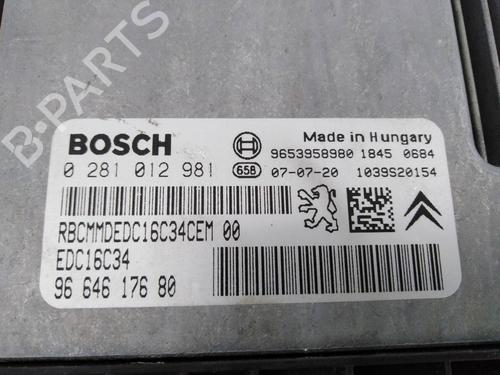 B-PARTS
BOSCH
Made in Hungary
9653958980 1845 0684
0 281 012 981
65B
07-07-20 1039S20154
RBCMMDEDC16C34CEM 00
EDC16C34
96 646 176 80